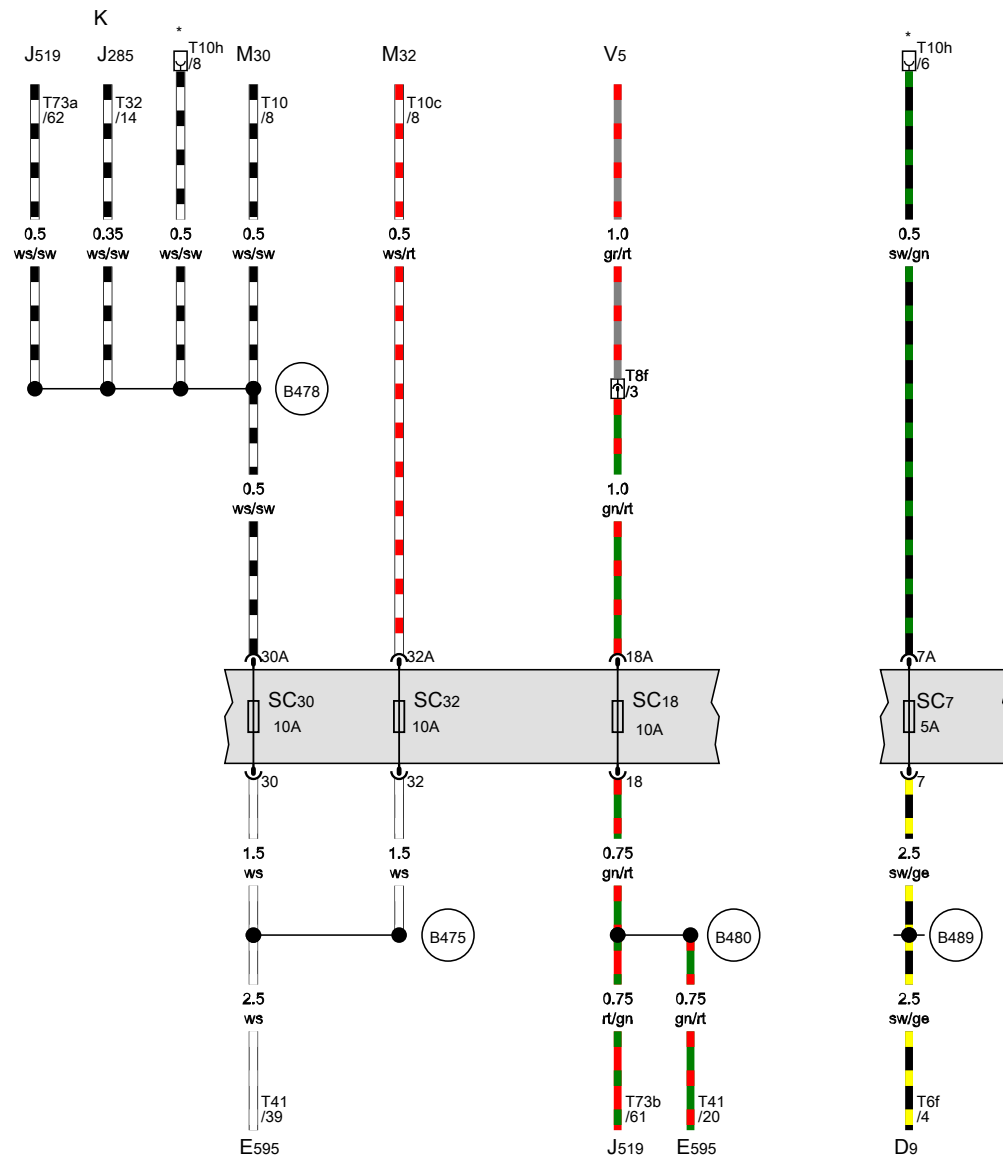 K
*
*
J519
J285
T10h
/8
M30
M32
V5
T10h
/6
T73a
/62
T32
/14
T10
/8
T10c
/8
0.5
ws/sw
0.35
ws/sw
0.5
ws/sw
0.5
ws/sw
0.5
ws/rt
1.0
gr/rt
0.5
sw/gn
B478
T8f
/3
0.5
ws/sw
1.0
gn/rt
30A
32A
18A
7A
SC30
10A
SC32
10A
SC18
10A
SC7
5A
30
32
18
7
1.5
ws
1.5
ws
0.75
gn/rt
2.5
sw/ge
B475
B480
B489
2.5
ws
0.75
rt/gn
0.75
gn/rt
2.5
sw/ge
T41
/39
T73b
/61
T41
/20
T6f
/4
E595
J519
E595
D9